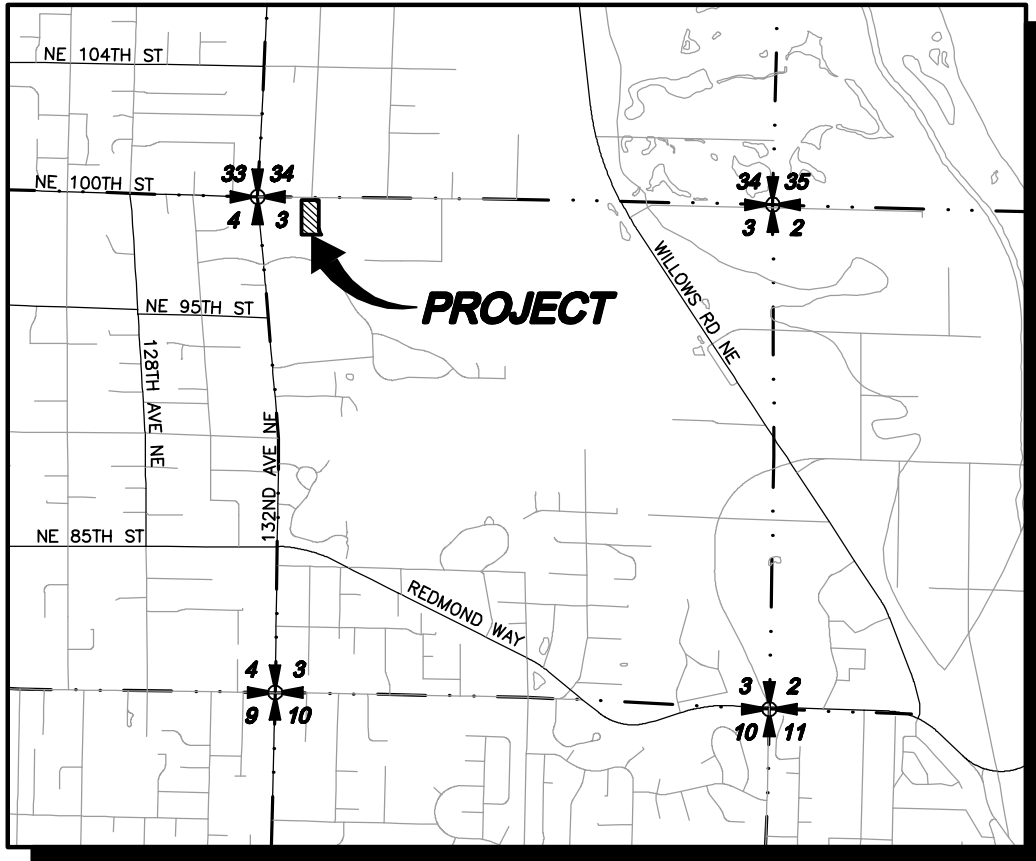 NE 104TH ST
NE 100TH ST
33 34
4 3
34 35
3 2
PROJECT
WILLOWS RD NE
NE 95TH ST
128TH AVE NE
132ND AVE NE
NE 85TH ST
REDMOND WAY
4 3
9 10
3 2
10 11